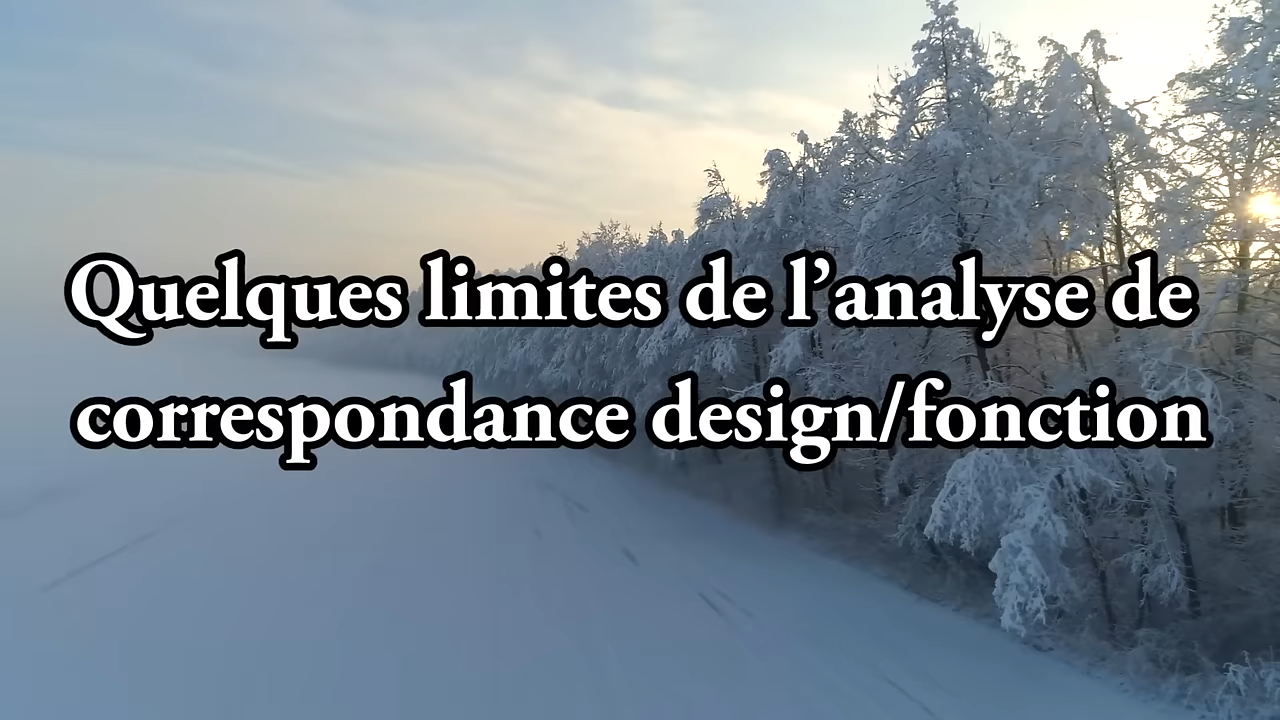 Quelques limites de l’analyse de
correspondance design/fonction